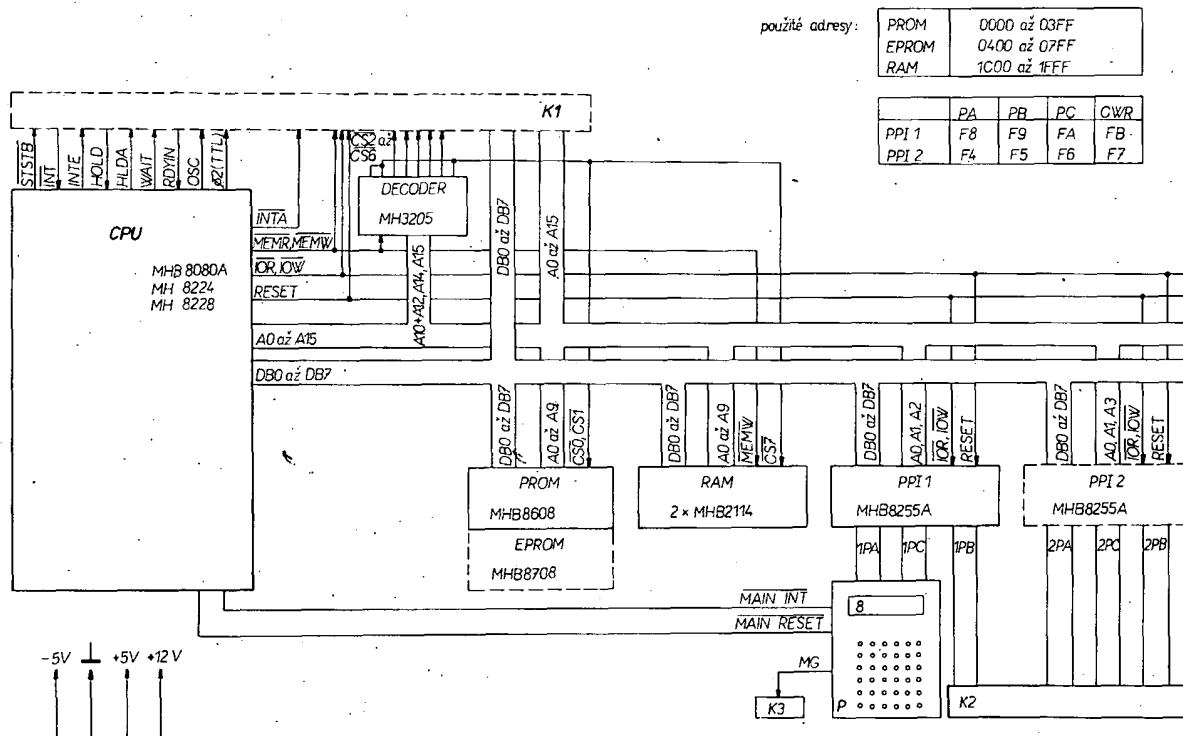 použité adresy:
PROM 0000 až 03FF
EPROM 0400 až 07FF
RAM 1C00 až 1FFF
PA PB PC CWR
PPI 1 F8 F9 FA FB
PPI 2 F4 F5 F6 F7
K1
STSTB
INT
INTE
HOLD
HLDA
WAIT
RDYIN
OSC
Ø2(TTL)
CS2 až
CS6
DECODER
MH3205
DB0 až DB7
A0 až A15
CPU
MHB 8080A
MH 8224
MH 8228
INTA
MEMR, MEMW
IOR, IOW
RESET
A0 až A15
DB0 až DB7
A10÷A12, A14, A15
DB0 až DB7
A0 až A9
CS0, CS1
DB0 až DB7
A0 až A9
MEMW
CS7
DB0 až DB7
A0, A1, A2
IOR, IOW
RESET
DB0 až DB7
A0, A1, A3
IOR, IOW
RESET
PROM
MHB8608
EPROM
MHB8708
RAM
2 × MHB2114
PPI 1
MHB8255A
PPI 2
MHB8255A
1PA
1PC
1PB
2PA
2PC
2PB
MAIN INT
MAIN RESET
8
MG
K3
P
K2
-5V
+5V
+12V